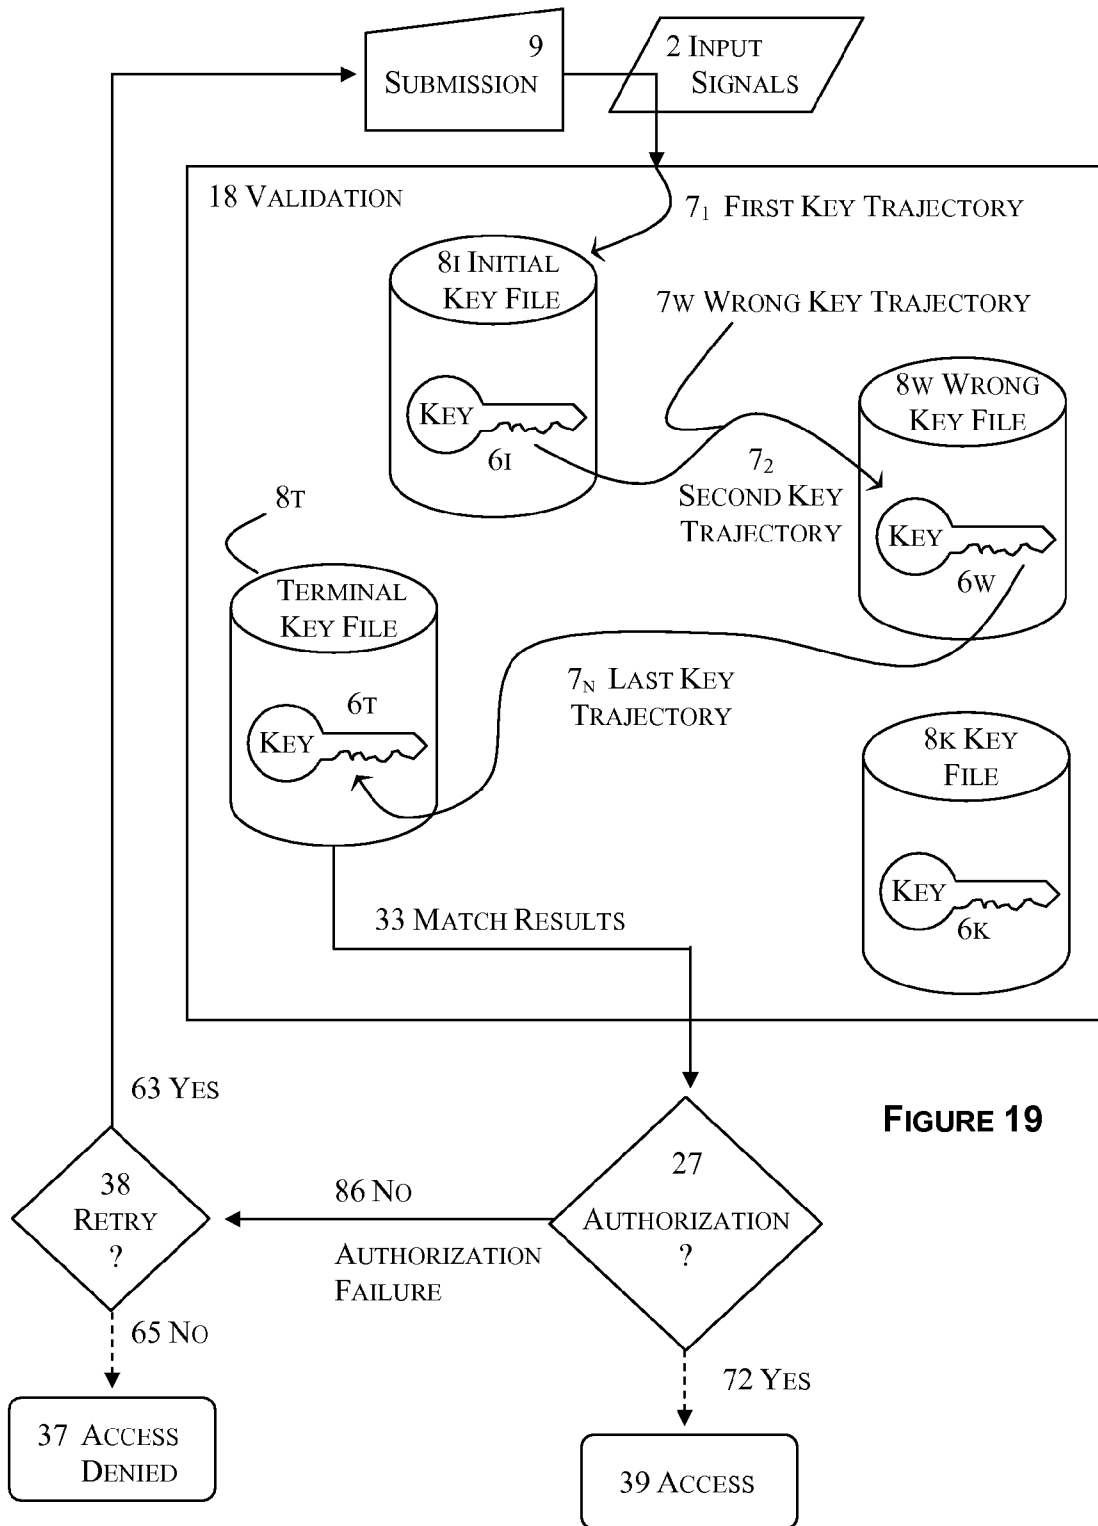 9
SUBMISSION
2 INPUT
SIGNALS
18 VALIDATION
7₁ FIRST KEY TRAJECTORY
8I INITIAL
KEY FILE
7W WRONG KEY TRAJECTORY
8W WRONG
KEY FILE
KEY
6I
7₂
SECOND KEY
TRAJECTORY
8T
KEY
6W
TERMINAL
KEY FILE
7N LAST KEY
TRAJECTORY
6T
KEY
8K KEY
FILE
KEY
6K
33 MATCH RESULTS
63 YES
FIGURE 19
27
AUTHORIZATION
?
86 NO
AUTHORIZATION
FAILURE
38
RETRY
?
65 NO
72 YES
37 ACCESS
DENIED
39 ACCESS